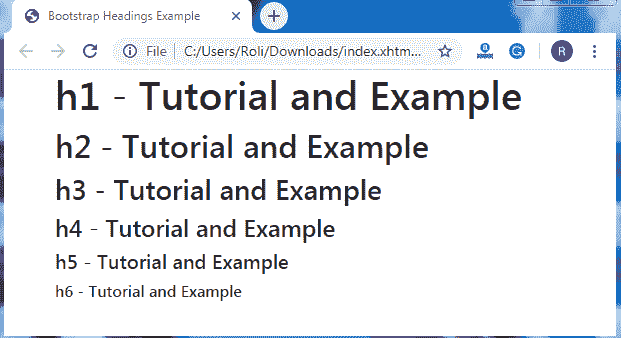 Bootstrap Headings Example
File C:/Users/Roli/Downloads/index.xhtm...
R
h1 - Tutorial and Example
h2 - Tutorial and Example
h3 - Tutorial and Example
h4 - Tutorial and Example
h5 - Tutorial and Example
h6 - Tutorial and Example